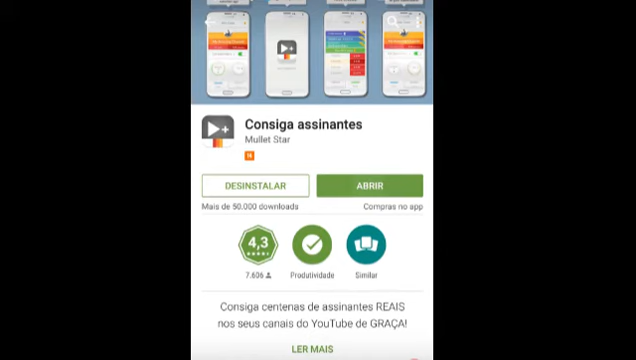 Consiga assinantes
Mullet Star
DESINSTALAR
ABRIR
Mais de 50.000 downloads
Compras no app
4,3
7.606
Produtividade
Similar
Consiga centenas de assinantes REAIS
nos seus canais do YouTube de GRAÇA!
LER MAIS